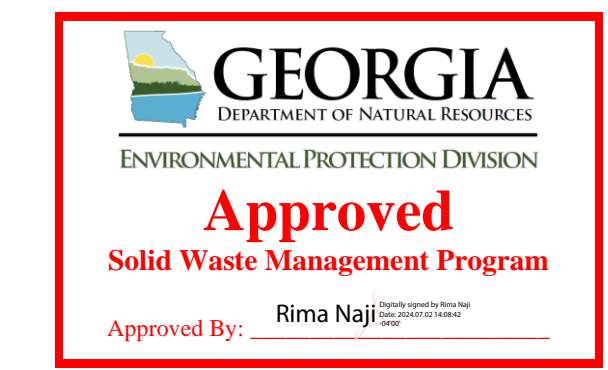 GEORGIA
DEPARTMENT OF NATURAL RESOURCES
ENVIRONMENTAL PROTECTION DIVISION
Approved
Solid Waste Management Program
Approved By: Rima Naji
Digitally signed by Rima Naji
Date: 2024.07.02 14:08:42
-04'00'